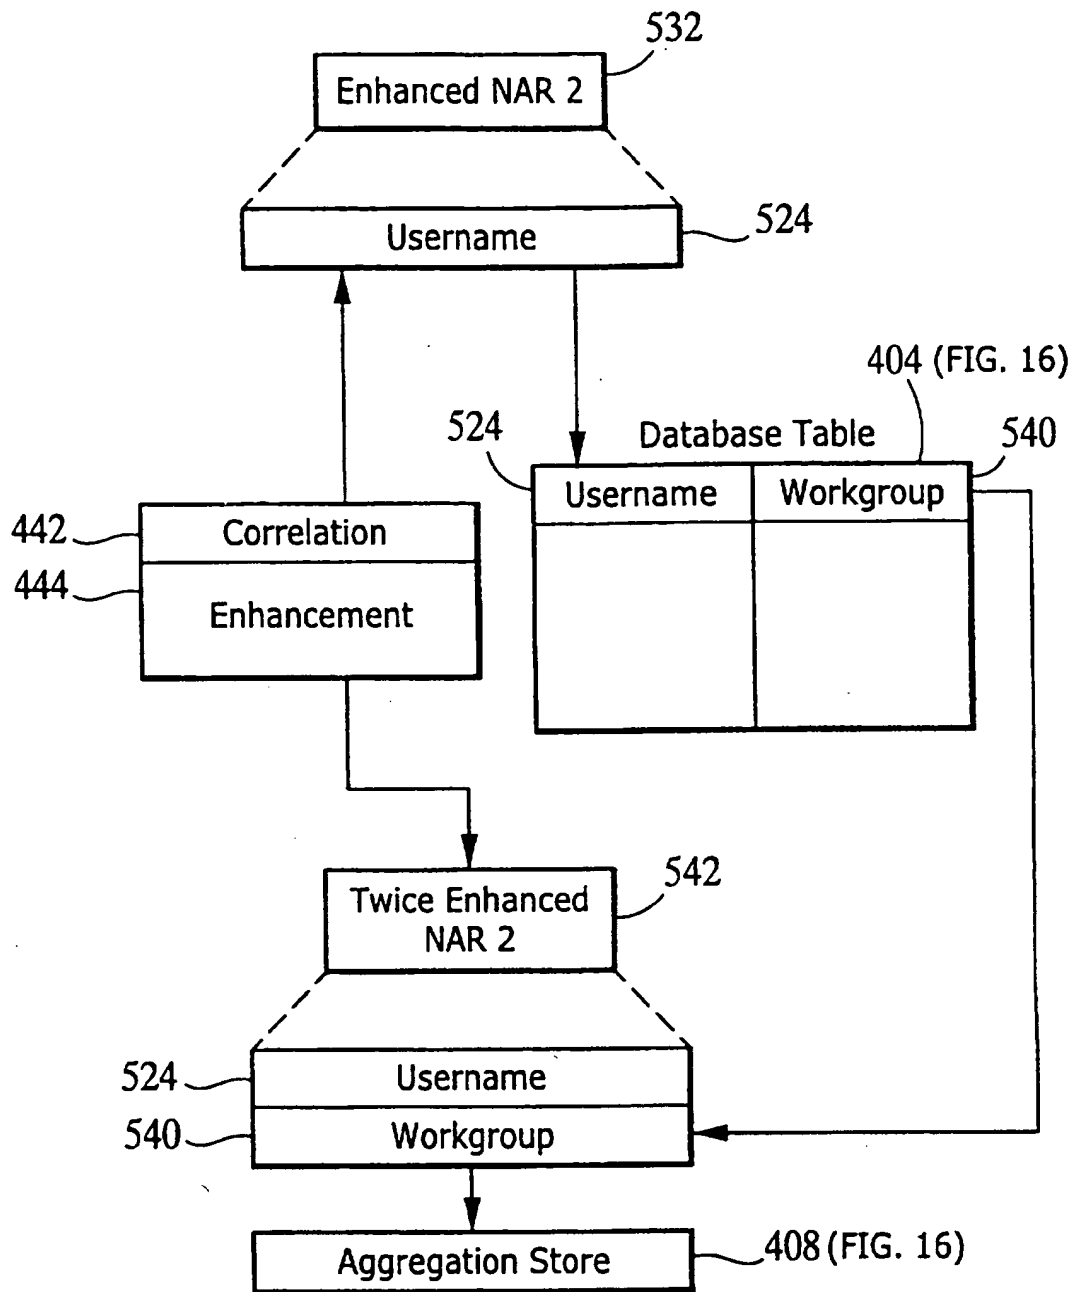 532
Enhanced NAR 2
Username
524
404 (FIG. 16)
524
Database Table
540
Username
Workgroup
442
Correlation
444
Enhancement
542
Twice Enhanced
NAR 2
524
Username
540
Workgroup
Aggregation Store
408 (FIG. 16)